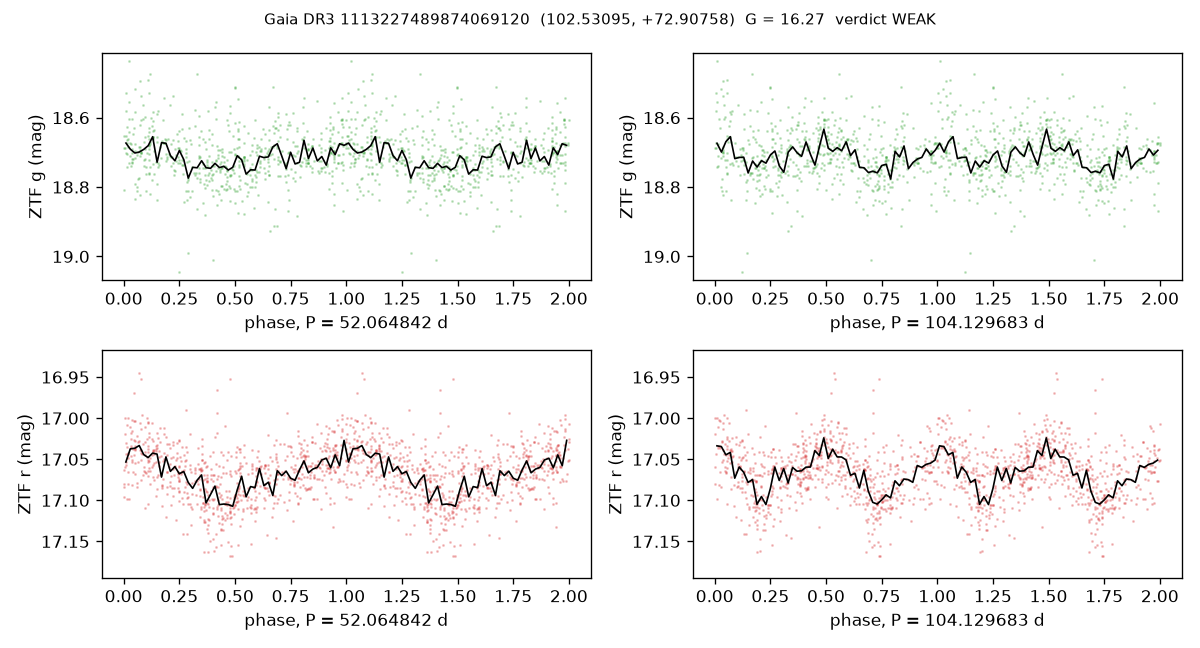 Gaia DR3 1113227489874069120  (102.53095, +72.90758)  G = 16.27  verdict WEAK
ZTF g (mag)
18.6
18.8
19.0
0.00 0.25 0.50 0.75 1.00 1.25 1.50 1.75 2.00
phase, P = 52.064842 d
ZTF g (mag)
18.6
18.8
19.0
0.00 0.25 0.50 0.75 1.00 1.25 1.50 1.75 2.00
phase, P = 104.129683 d
ZTF r (mag)
16.95
17.00
17.05
17.10
17.15
0.00 0.25 0.50 0.75 1.00 1.25 1.50 1.75 2.00
phase, P = 52.064842 d
ZTF r (mag)
16.95
17.00
17.05
17.10
17.15
0.00 0.25 0.50 0.75 1.00 1.25 1.50 1.75 2.00
phase, P = 104.129683 d